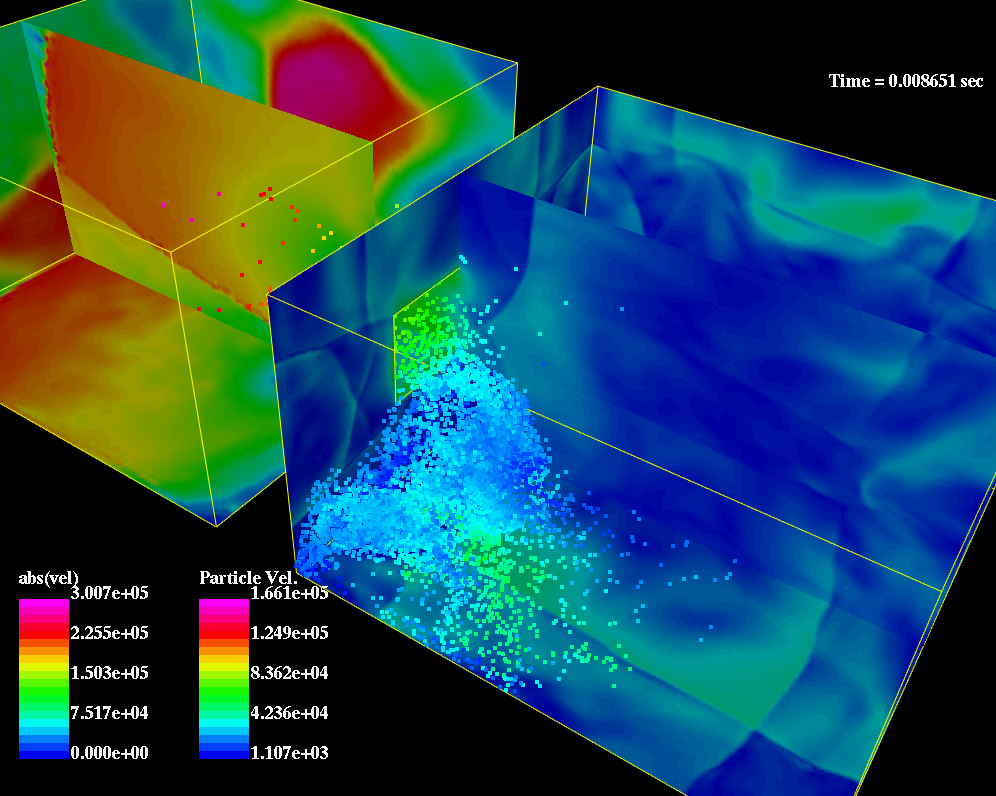 Time = 0.008651 sec
abs(vel)
3.007e+05
2.255e+05
1.503e+05
7.517e+04
0.000e+00
Particle Vel.
1.661e+05
1.249e+05
8.362e+04
4.236e+04
1.107e+03